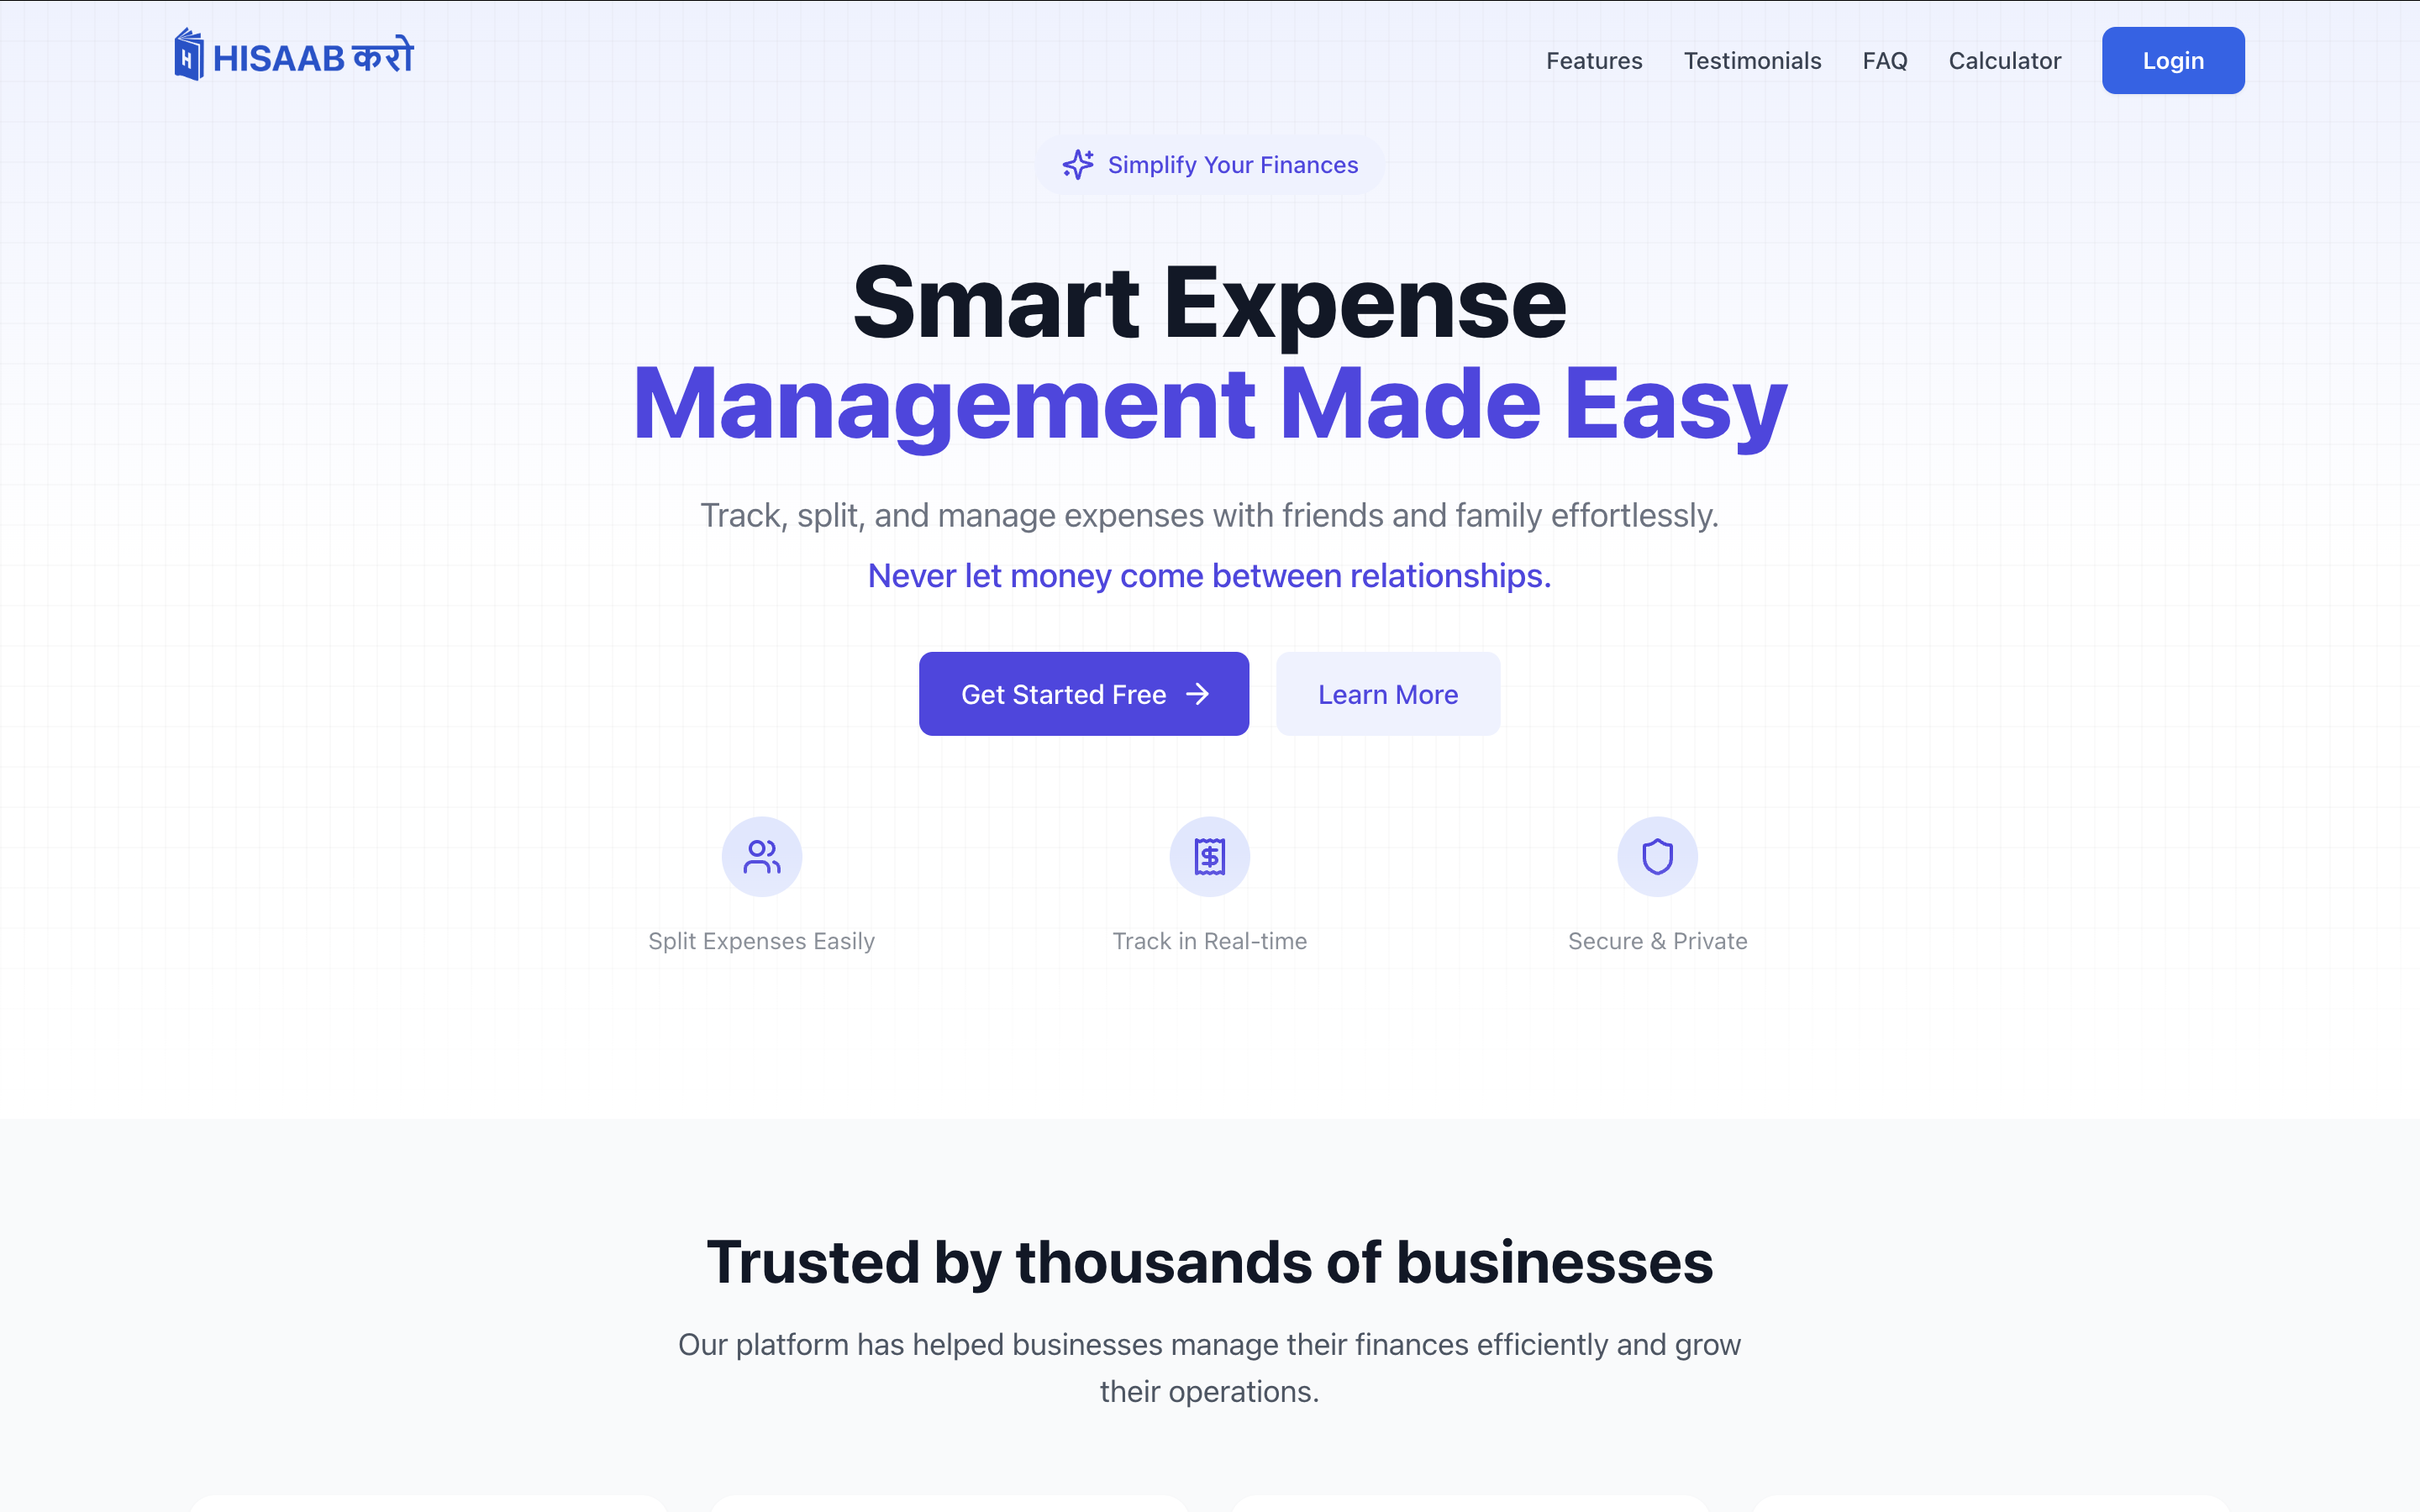 HISAAB करो
Features
Testimonials
FAQ
Calculator
Login
Simplify Your Finances
Smart Expense
Management Made Easy
Track, split, and manage expenses with friends and family effortlessly.
Never let money come between relationships.
Get Started Free
Learn More
Split Expenses Easily
Track in Real-time
Secure & Private
Trusted by thousands of businesses
Our platform has helped businesses manage their finances efficiently and grow
their operations.